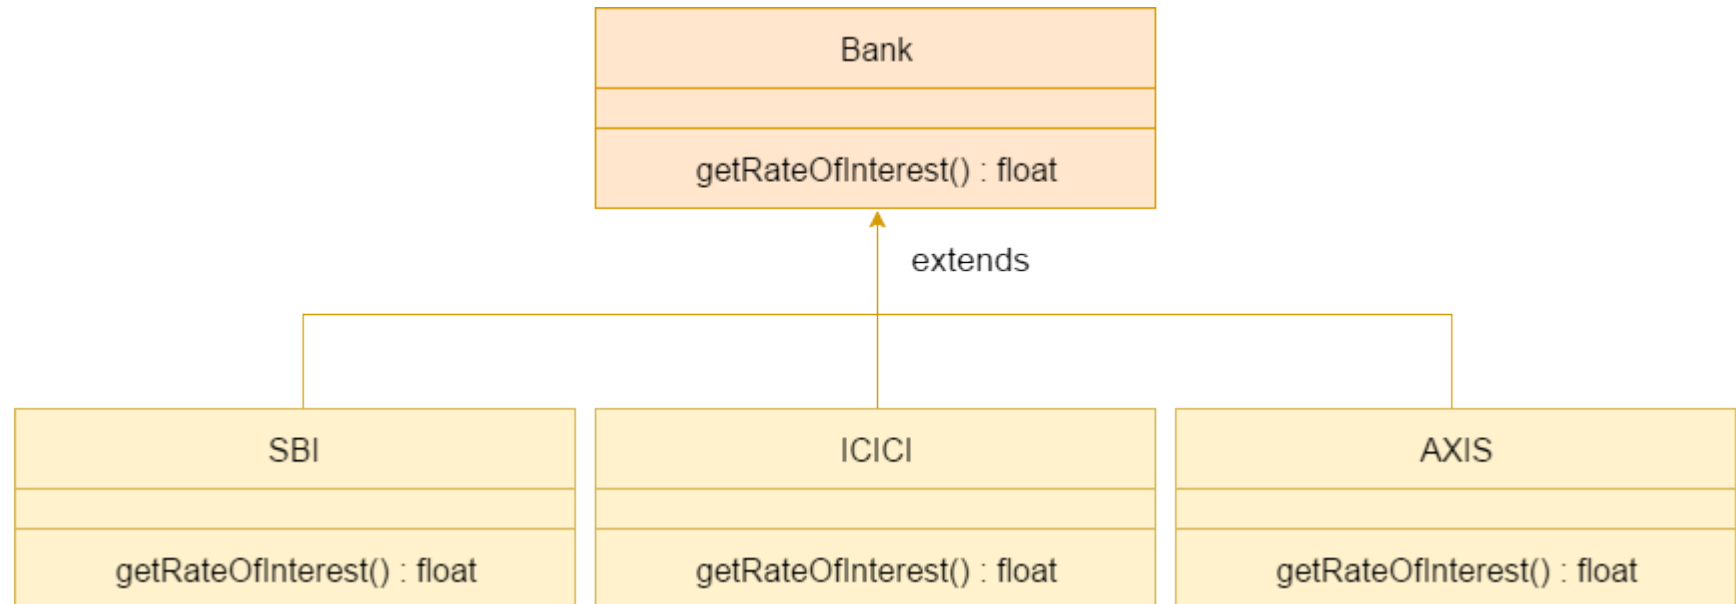 Bank
getRateOfInterest() : float
extends
SBI
ICICI
AXIS
getRateOfInterest() : float
getRateOfInterest() : float
getRateOfInterest() : float